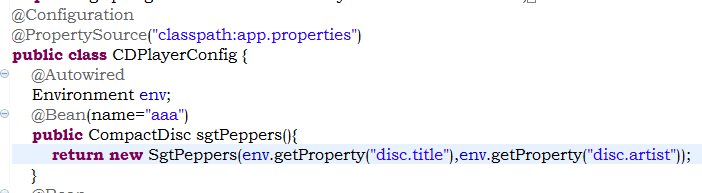 @Configuration
@PropertySource("classpath:app.properties")
public class CDPlayerConfig {
@Autowired
Environment env;
@Bean(name="aaa")
public CompactDisc sgtPeppers(){
return new SgtPeppers(env.getProperty("disc.title"),env.getProperty("disc.artist"));
}